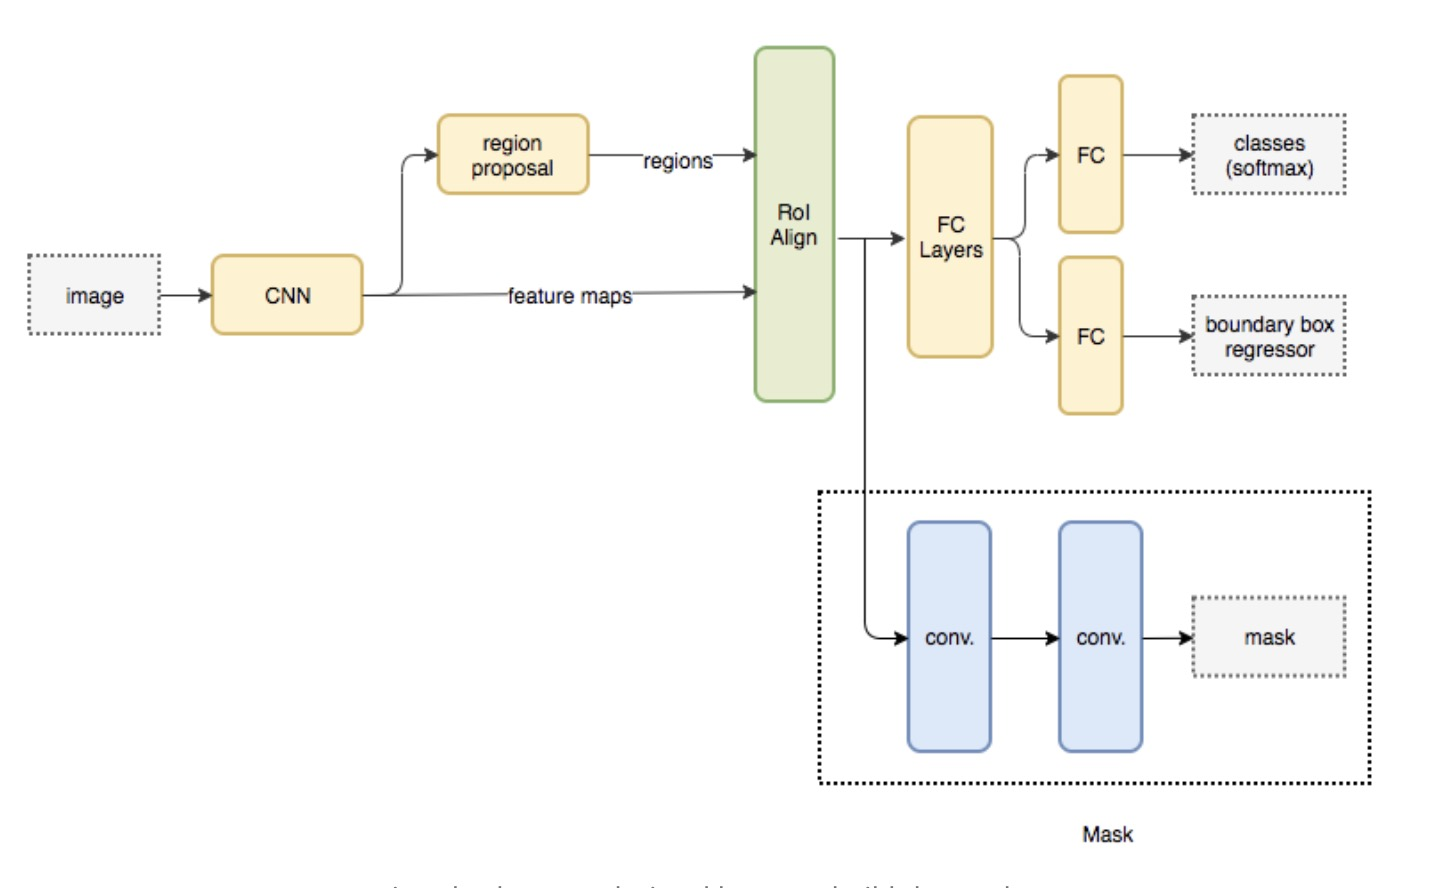 region
proposal
regions
image
CNN
feature maps
RoI
Align
FC
Layers
FC
classes
(softmax)
FC
boundary box
regressor
conv.
conv.
mask
Mask